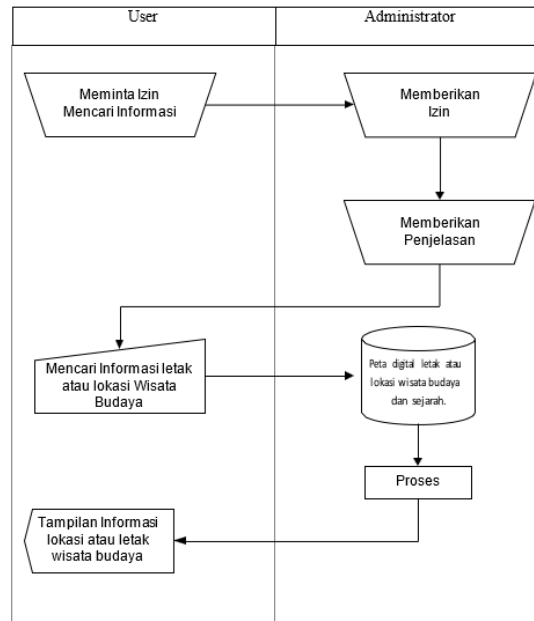 User
Administrator
Meminta Izin
Mencari Informasi
Memberikan
Izin
Memberikan
Penjelasan
Mencari Informasi letak
atau lokasi Wisata
Budaya
Peta digital letak atau
lokasi wisata budaya
dan sejarah.
Proses
Tampilan Informasi
lokasi atau letak
wisata budaya